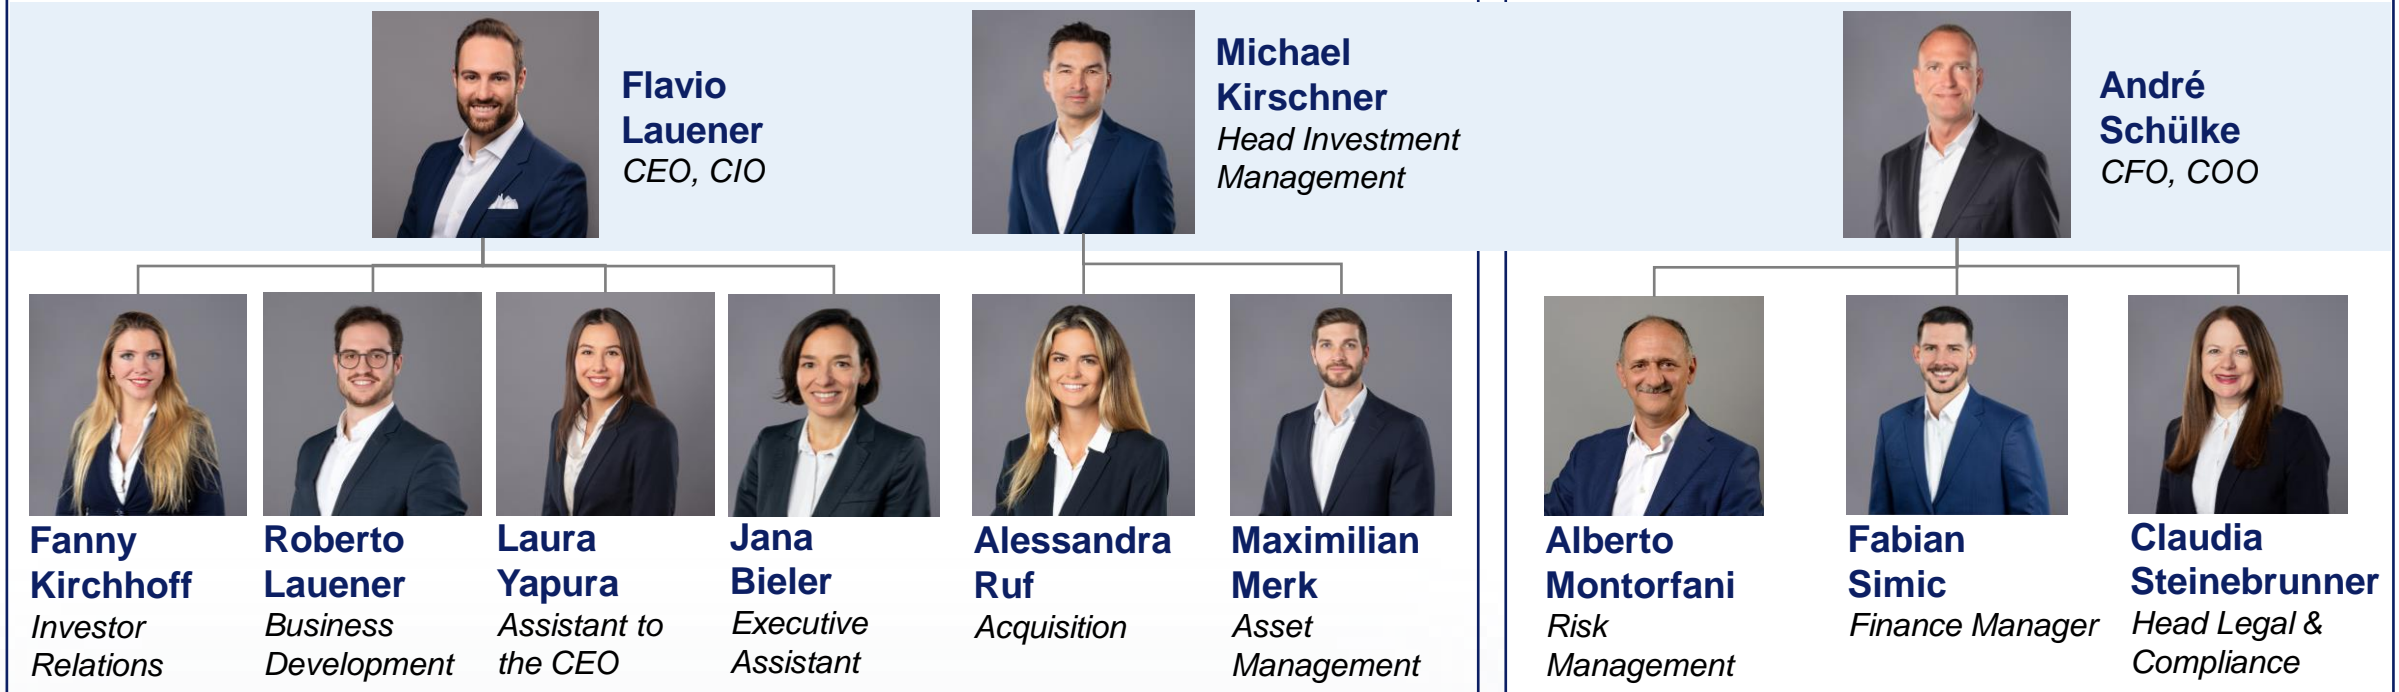 Flavio
Lauener
CEO, CIO
Michael
Kirschner
Head Investment
Management
André
Schülke
CFO, COO
Fanny
Kirchhoff
Investor
Relations
Roberto
Lauener
Business
Development
Laura
Yapura
Assistant to
the CEO
Jana
Bieler
Executive
Assistant
Alessandra
Ruf
Acquisition
Maximilian
Merk
Asset
Management
Alberto
Montorfani
Risk
Management
Fabian
Simic
Finance Manager
Claudia
Steinebrunner
Head Legal &
Compliance